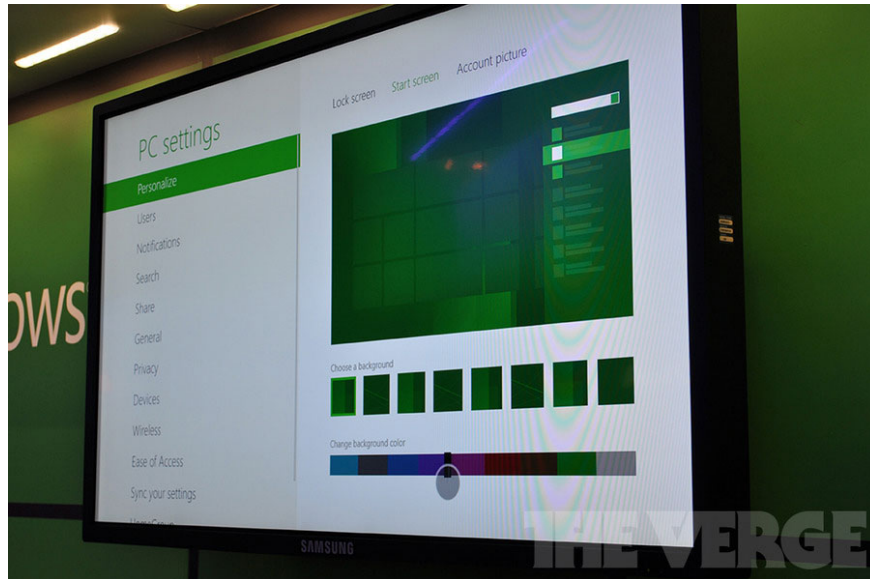 PC settings
Personalize
Users
Notifications
Search
Share
General
Privacy
Devices
Wireless
Ease of Access
Sync your settings
HomeGroup
Lock screen Start screen Account picture
Choose a background
Change background color
OWS
SAMSUNG
THE VERGE